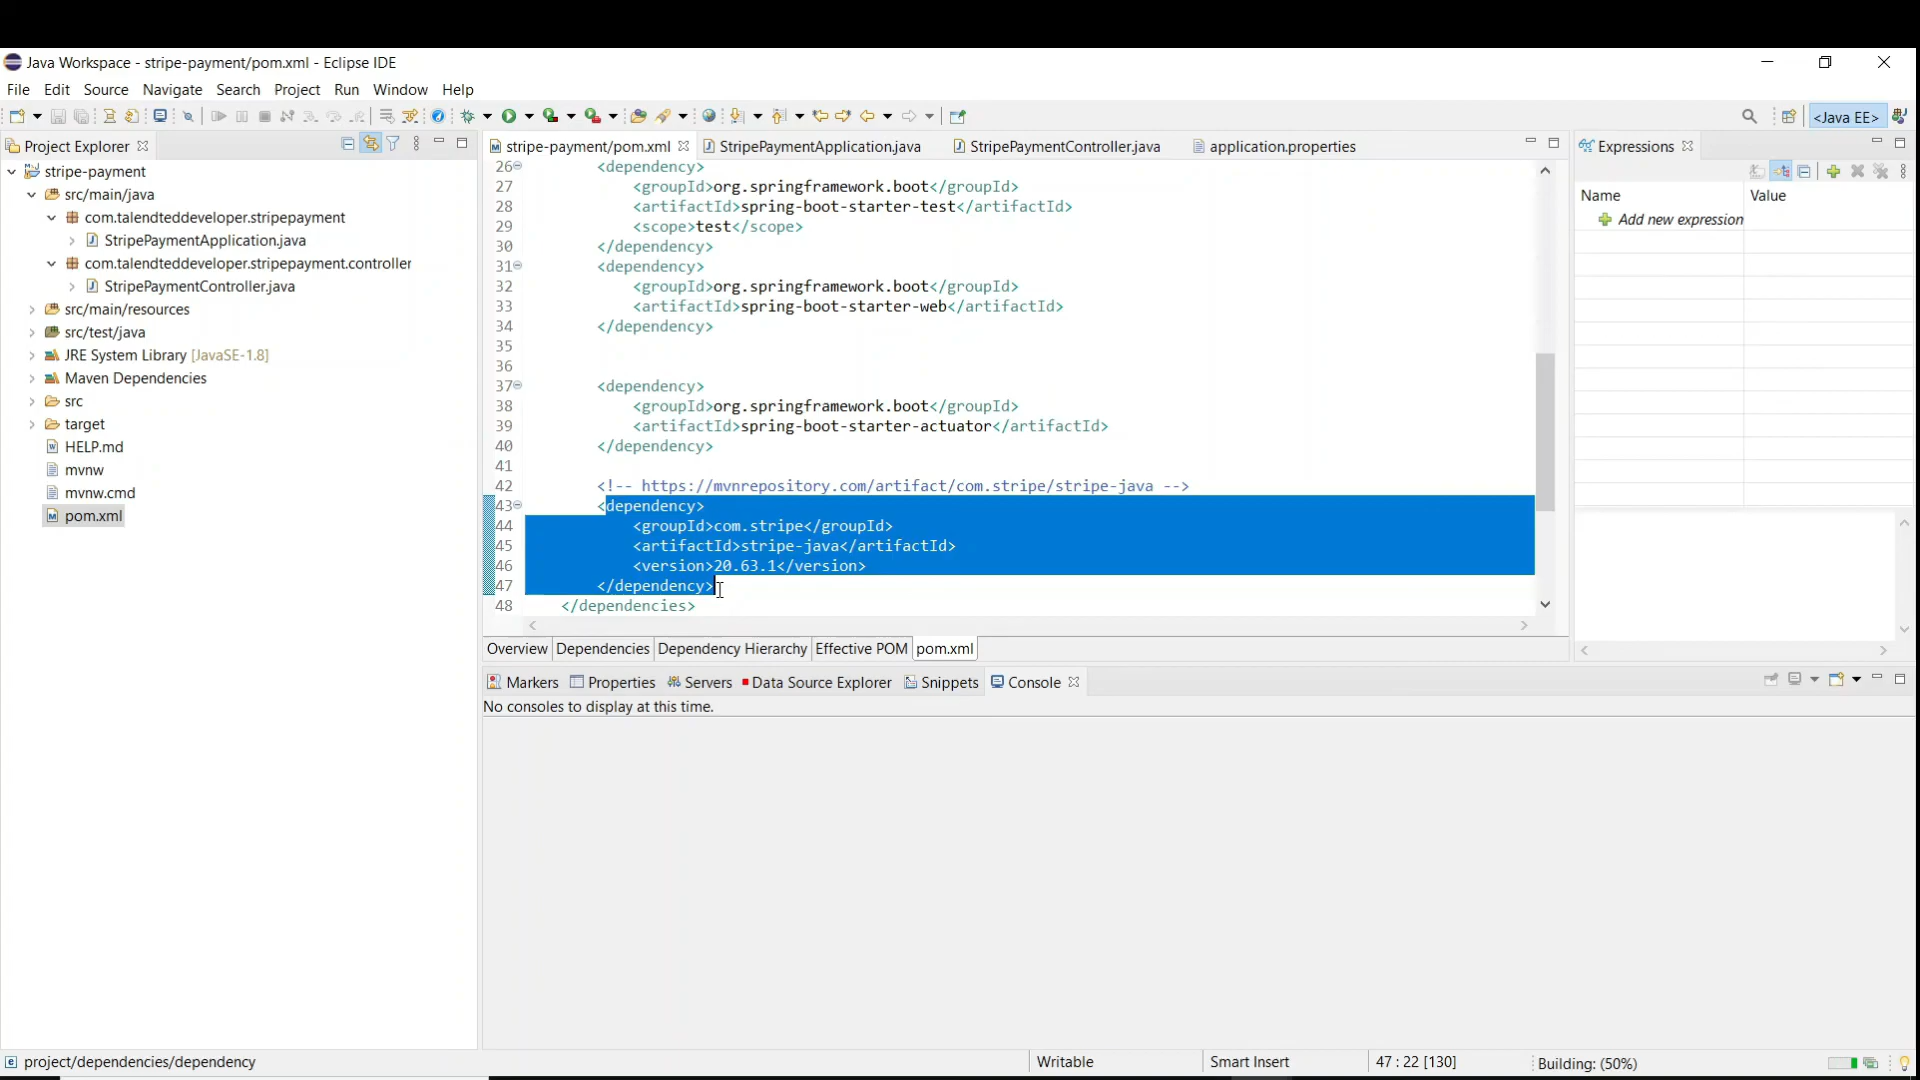 Java Workspace - stripe-payment/pom.xml - Eclipse IDE
File Edit Source Navigate Search Project Run Window Help
<Java EE>
Project Explorer
stripe-payment
src/main/java
com.talendteddeveloper.stripepayment
StripePaymentApplication.java
com.talendteddeveloper.stripepayment.controller
StripePaymentController.java
src/main/resources
src/test/java
JRE System Library [JavaSE-1.8]
Maven Dependencies
src
target
HELP.md
mvnw
mvnw.cmd
pom.xml
stripe-payment/pom.xml StripePaymentApplication.java StripePaymentController.java application.properties
26 <dependency>
27 <groupId>org.springframework.boot</groupId>
28 <artifactId>spring-boot-starter-test</artifactId>
29 <scope>test</scope>
30 </dependency>
31 <dependency>
32 <groupId>org.springframework.boot</groupId>
33 <artifactId>spring-boot-starter-web</artifactId>
34 </dependency>
35
36
37 <dependency>
38 <groupId>org.springframework.boot</groupId>
39 <artifactId>spring-boot-starter-actuator</artifactId>
40 </dependency>
41
42 <!-- https://mvnrepository.com/artifact/com.stripe/stripe-java -->
43 <dependency>
44 <groupId>com.stripe</groupId>
45 <artifactId>stripe-java</artifactId>
46 <version>20.63.1</version>
47 </dependency>
48 </dependencies>
Overview Dependencies Dependency Hierarchy Effective POM pom.xml
Expressions
Name Value
Add new expression
Markers Properties Servers Data Source Explorer Snippets Console
No consoles to display at this time.
project/dependencies/dependency Writable Smart Insert 47 : 22 [130] Building: (50%)